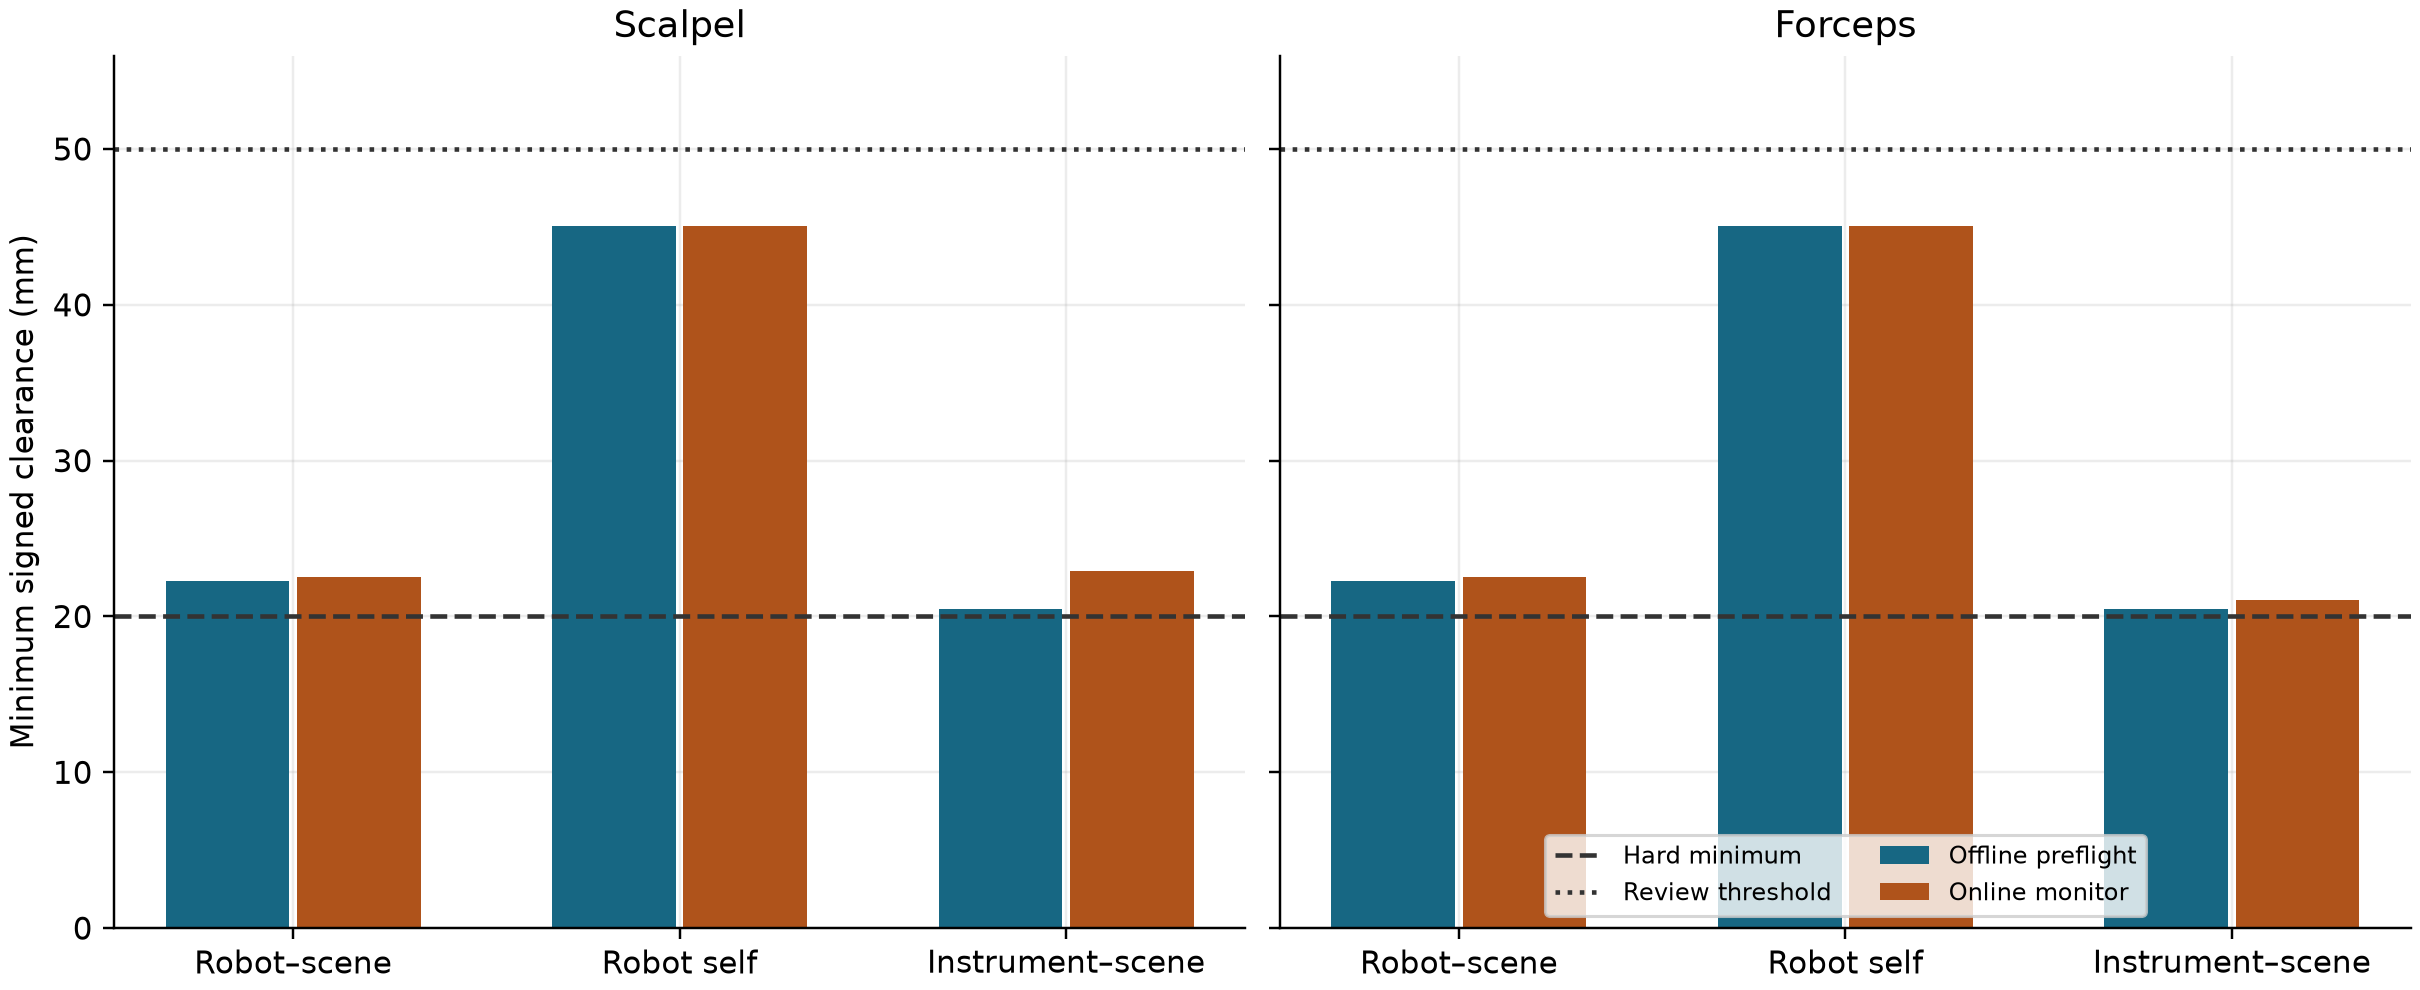 Scalpel
Forceps
Minimum signed clearance (mm)
50
40
30
20
10
0
Robot–scene
Robot self
Instrument–scene
Robot–scene
Robot self
Instrument–scene
Hard minimum
Review threshold
Offline preflight
Online monitor